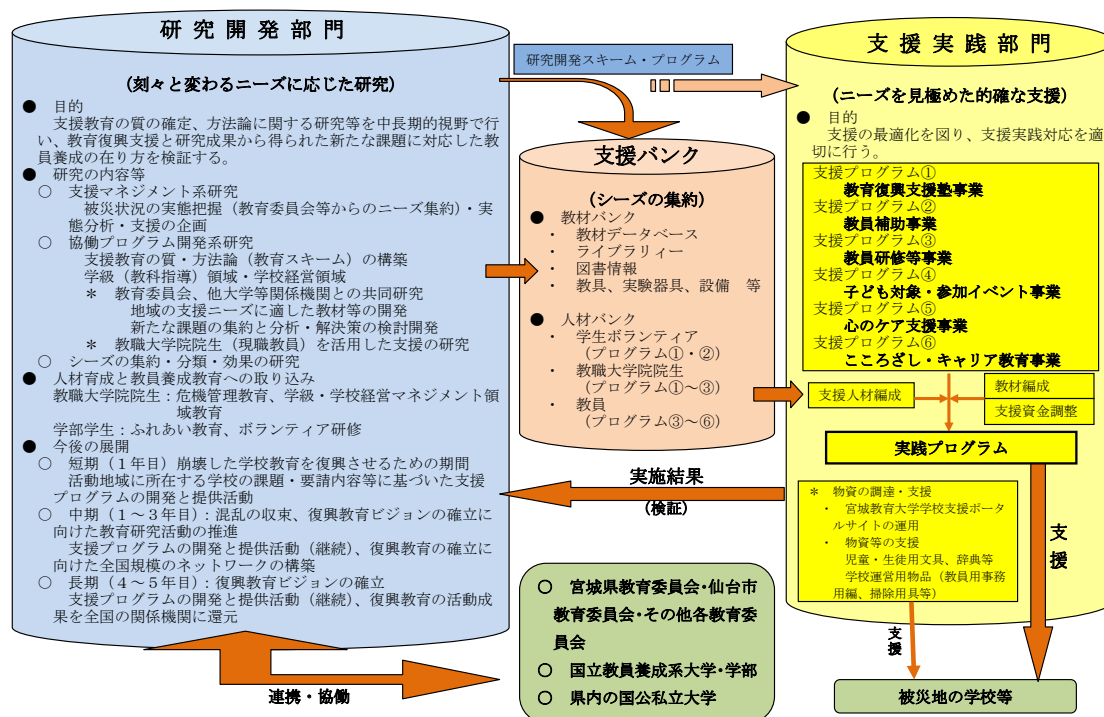 研究開発部門
(刻々と変わるニーズに応じた研究)
● 目的
支援教育の質の確定、方法論に関する研究等を中長期的視野で行
い、教育復興支援と研究成果から得られた新たな課題に対応した教
員養成の在り方を検証する。
● 研究の内容等
○ 支援マネジメント系研究
被災状況の実態把握（教育委員会等からのニーズ集約）・実
態分析・支援の企画
○ 協働プログラム開発系研究
支援教育の質・方法論（教育スキーム）の構築
学級（教科指導）領域・学校経営領域
＊ 教育委員会、他大学等関係機関との共同研究
地域の支援ニーズに適した教材等の開発
新たな課題の集約と分析・解決策の検討開発
＊ 教職大学院院生（現職教員）を活用した支援の研究
○ シーズの集約・分類・効果の研究
● 人材育成と教員養成教育への取り込み
教職大学院院生：危機管理教育、学級・学校経営マネジメント領
域教育
学部学生：ふれあい教育、ボランティア研修
● 今後の展開
○ 短期（１年目）崩壊した学校教育を復興させるための期間
活動地域に所在する学校の課題・要請内容等に基づいた支援
プログラムの開発と提供活動
○ 中期（１～３年目）：混乱の収束、復興教育ビジョンの確立に
向けた教育研究活動の推進
支援プログラムの開発と提供活動（継続）、復興教育の確立に
向けた全国規模のネットワークの構築
○ 長期（４～５年目）：復興教育ビジョンの確立
支援プログラムの開発と提供活動（継続）、復興教育の活動成
果を全国の関係機関に還元
連携・協働
研究開発スキーム・プログラム
支援バンク
(シーズの集約)
● 教材バンク
・ 教材データベース
・ ライブラリィー
・ 図書情報
・ 教具、実験器具、設備 等
● 人材バンク
・ 学生ボランティア
（プログラム①・②）
・ 教職大学院院生
（プログラム①～③）
・ 教員
（プログラム③～⑥）
実施結果
(検証)
○ 宮城県教育委員会・仙台市
教育委員会・その他各教育委
員会
○ 国立教員養成系大学・学部
○ 県内の国公私立大学
支援実践部門
(ニーズを見極めた的確な支援)
● 目的
支援の最適化を図り、支援実践対応を適
切に行う。
支援プログラム①
教育復興支援塾事業
支援プログラム②
教員補助事業
支援プログラム③
教員研修等事業
支援プログラム④
子ども対象・参加イベント事業
支援プログラム⑤
心のケア支援事業
支援プログラム⑥
こころざし・キャリア教育事業
支援人材編成
教材編成
支援資金調整
実践プログラム
＊ 物資の調達・支援
・ 宮城教育大学学校支援ポー
タルサイトの運用
・ 物資等の支援
児童・生徒用文具、辞典等
学校運営用物品（教員用事務
用編、掃除用具等）
支援
支援
被災地の学校等